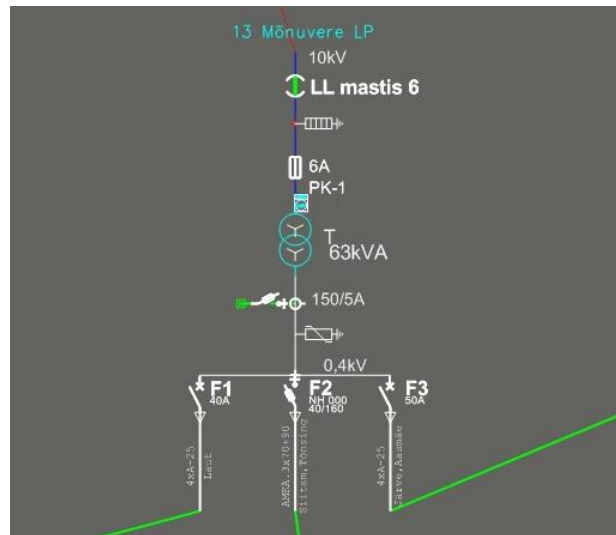 13 Mõnuvere LP
10kV
LL mastis 6
6A
PK-1
T
63kVA
150/5A
0,4kV
F1
40A
F2
NH 000
40/160
F3
50A
4xA-25
Laut
AMKA.3x70+90
Siitam,Tõnsing
4xA-25
Järve,Aasmäe